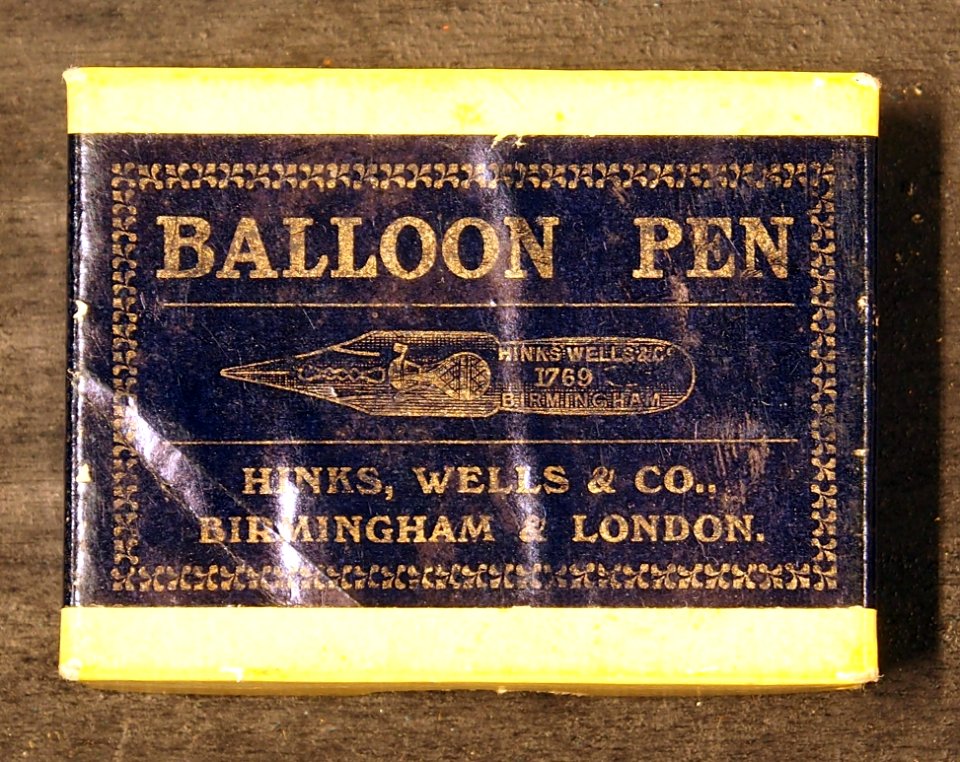 BALLOON PEN
HINKS WELLS & Co
1769
BIRMINGHAM
HINKS, WELLS & CO.,
BIRMINGHAM & LONDON.